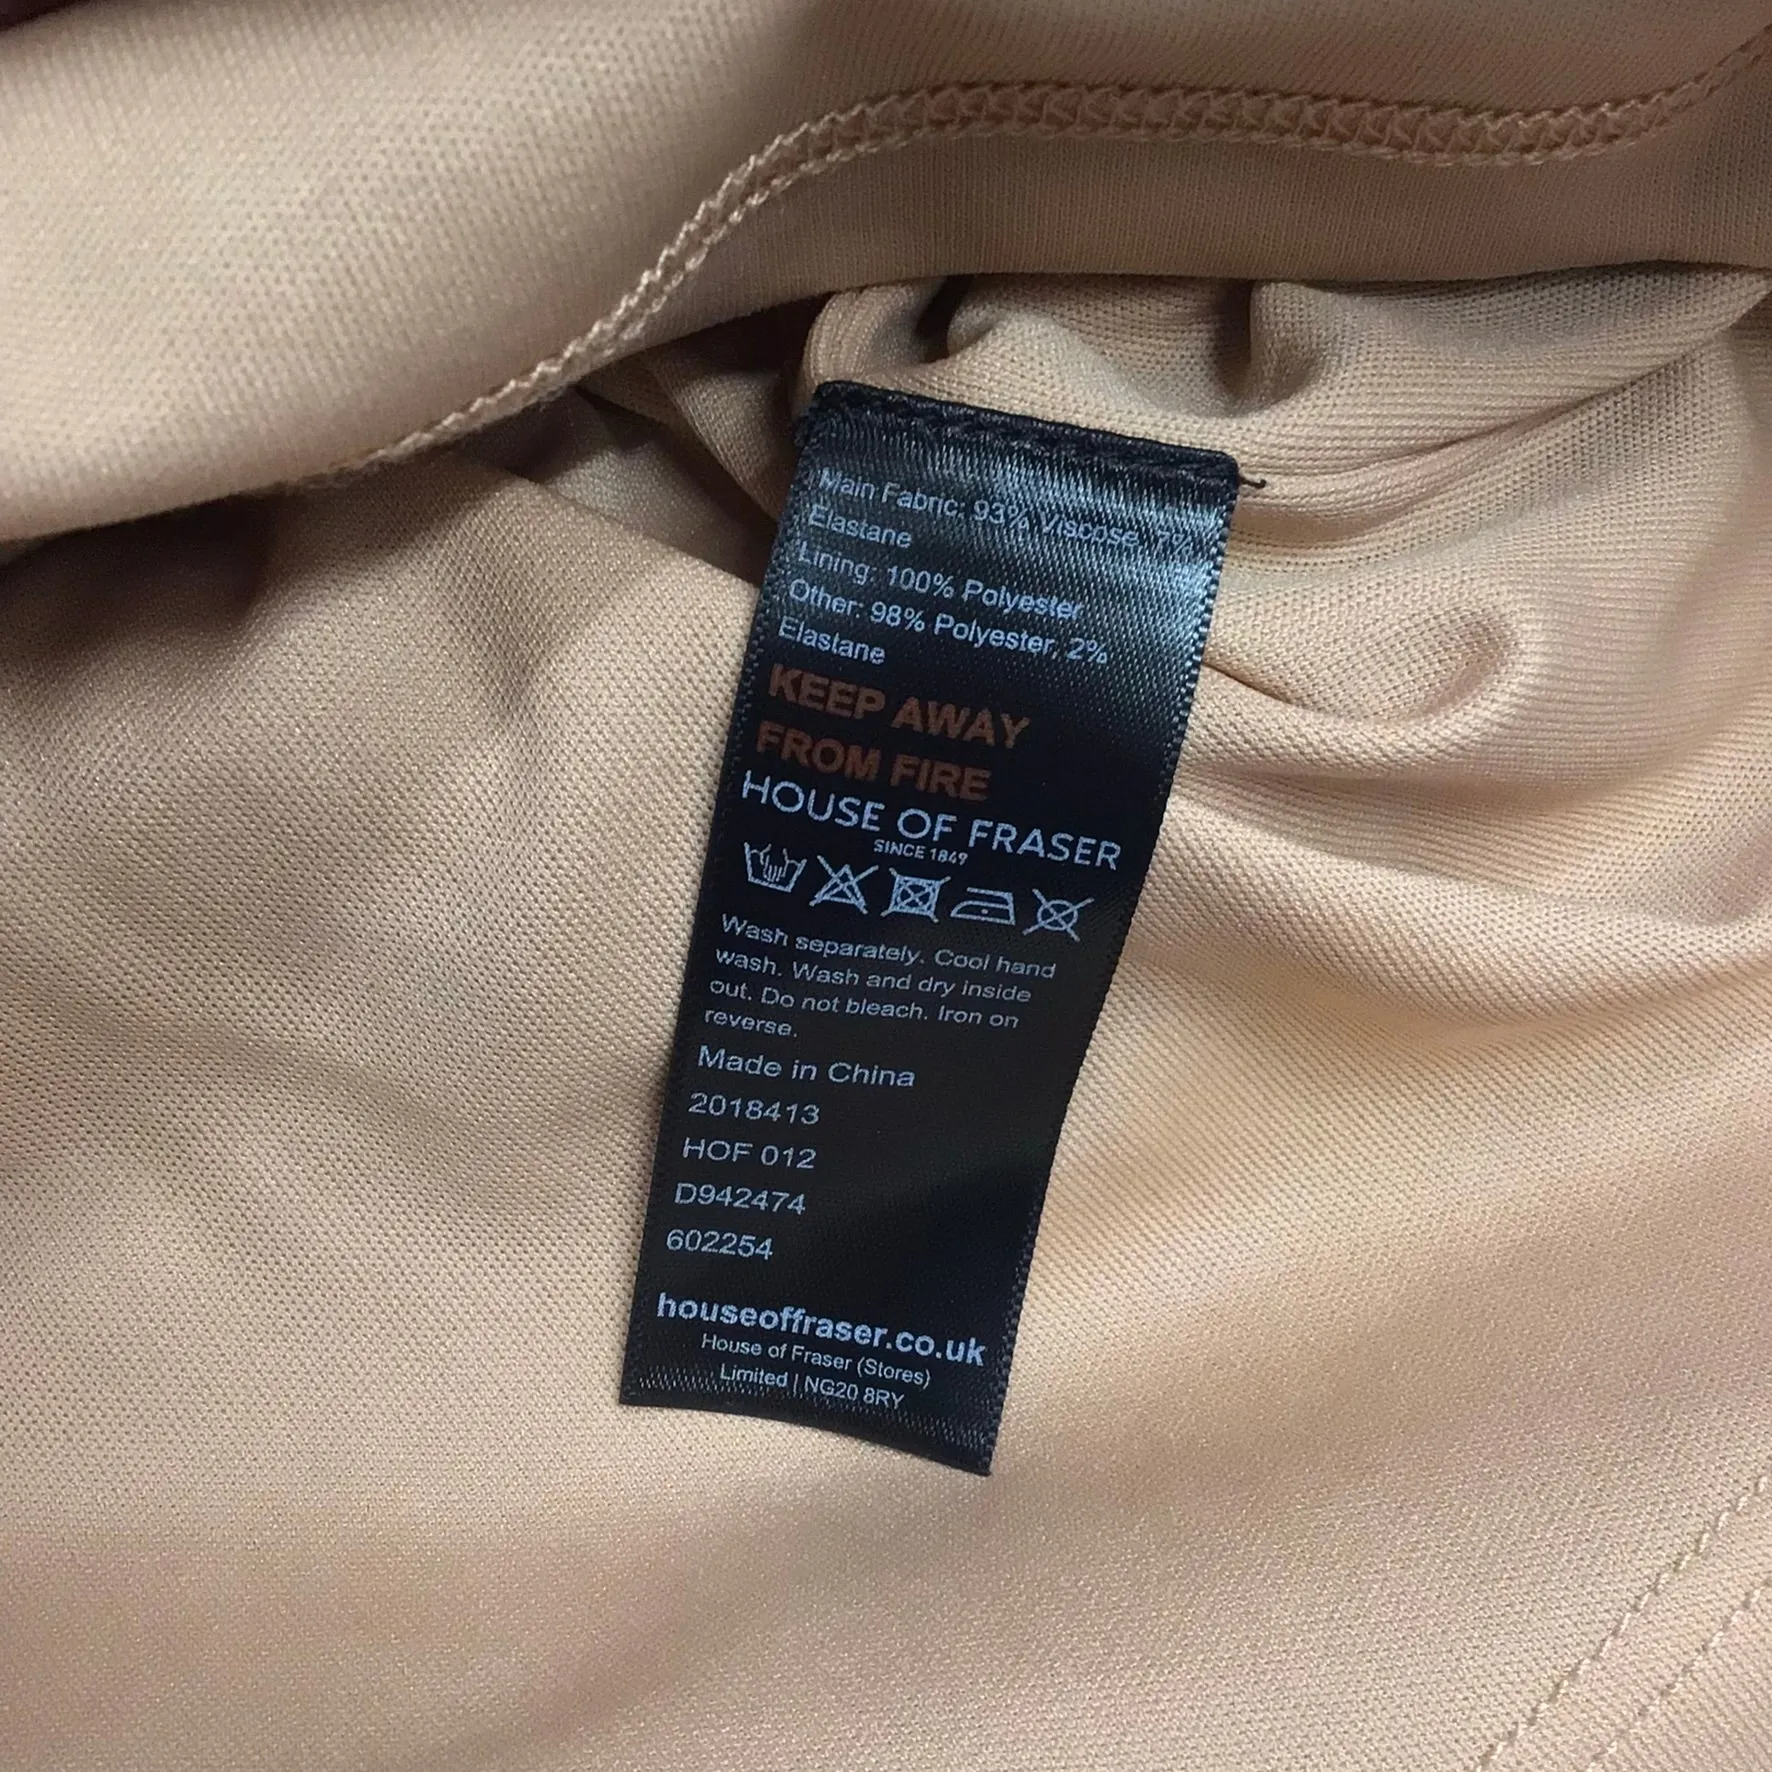 Main Fabric: 93% Viscose, 7%
Elastane
Lining: 100% Polyester
Other: 98% Polyester, 2%
Elastane
KEEP AWAY
FROM FIRE
HOUSE OF FRASER
SINCE 1849
Wash separately. Cool hand
wash. Wash and dry inside
out. Do not bleach. Iron on
reverse.
Made in China
2018413
HOF 012
D942474
602254
houseoffraser.co.uk
House of Fraser (Stores)
Limited | NG20 8RY